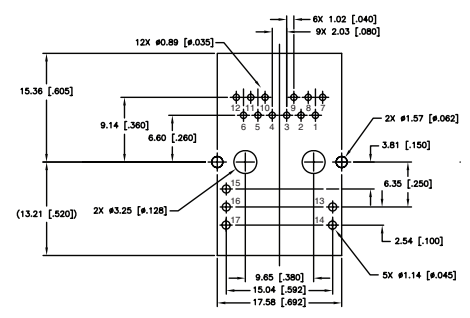 6X 1.02 [.040]
9X 2.03 [.080]
12X ø0.89 [ø.035]
15.36 [.605]
12 11 10 9 8 7
9.14 [.360]
6 5 4 3 2 1
2X ø1.57 [ø.062]
6.60 [.260]
3.81 [.150]
15
6.35 [.250]
(13.21 [.520])
2X ø3.25 [ø.128]
16 13
17 14
2.54 [.100]
9.65 [.380]
5X ø1.14 [ø.045]
15.04 [.592]
17.58 [.692]